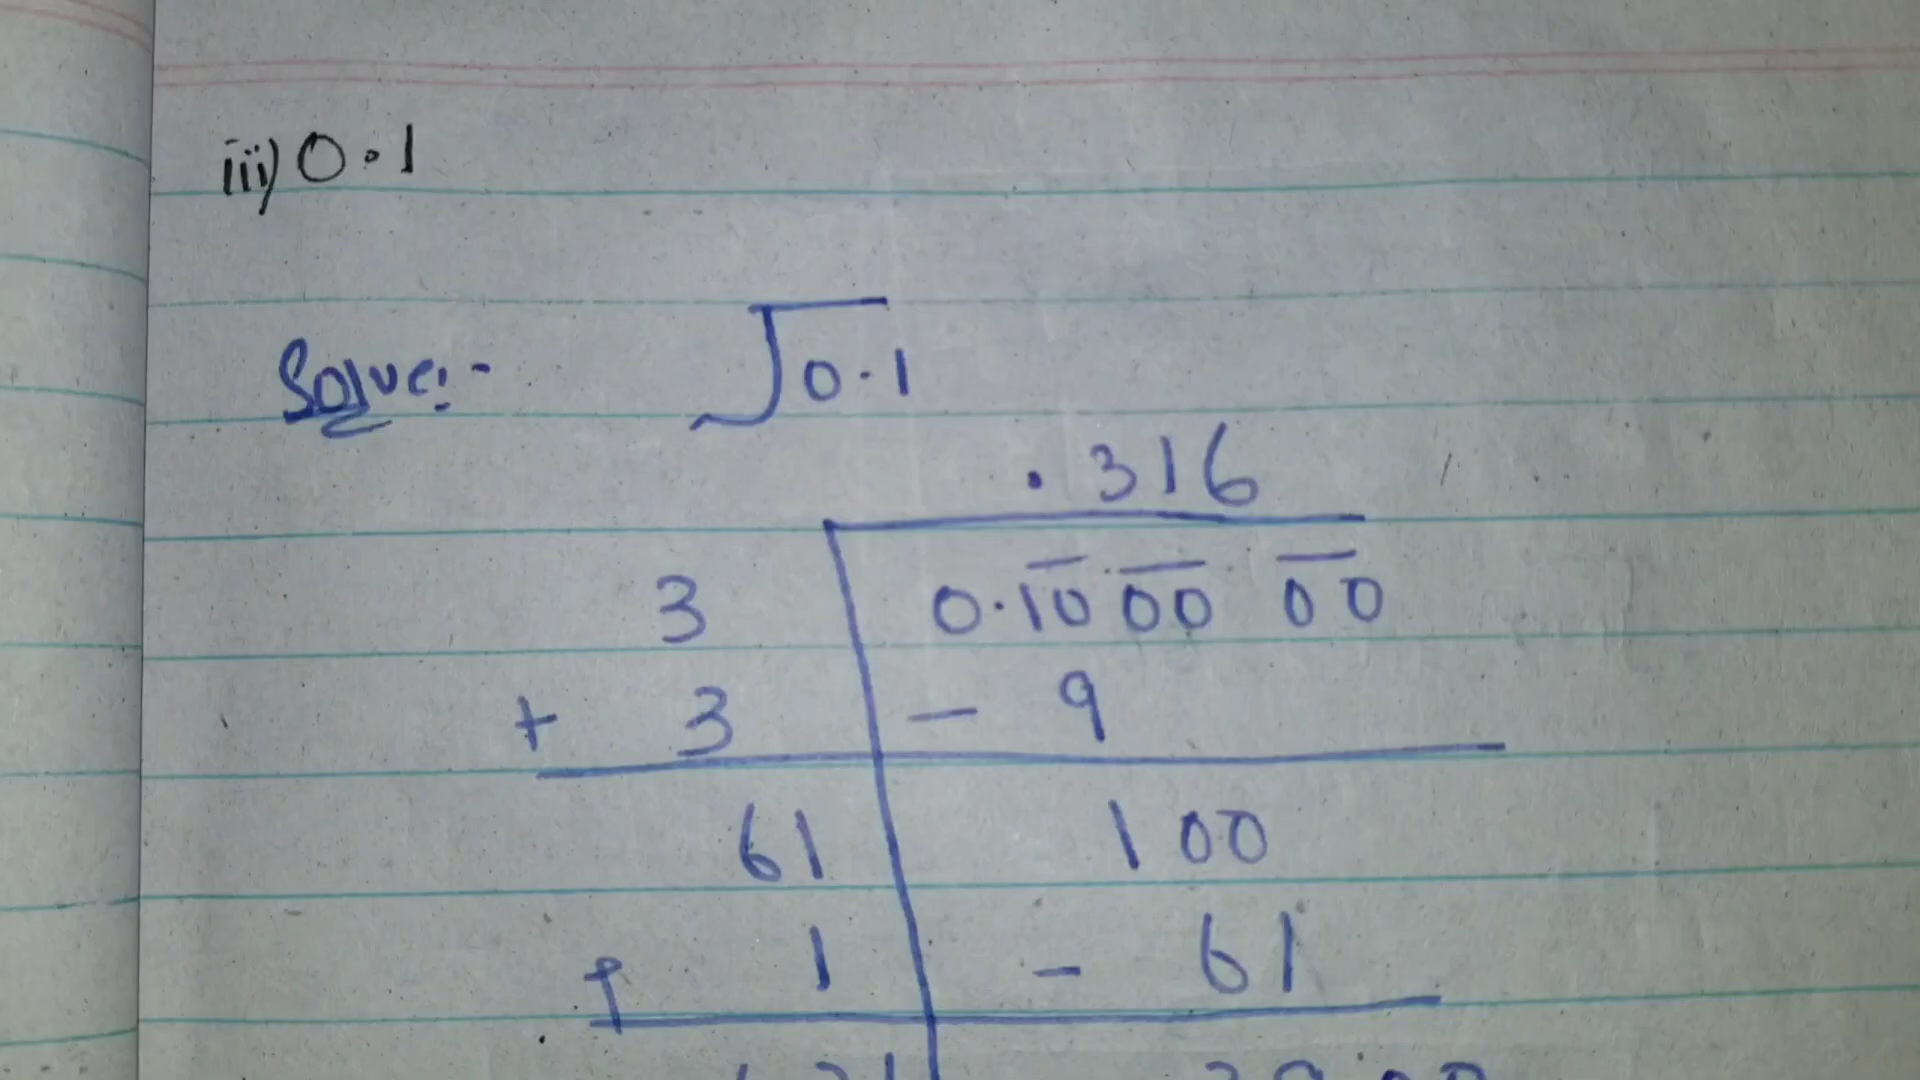 iii) 0.1
Solve:- √0.1
.316
3 0.10 00 00
+ 3 - 9
61 100
+ 1 - 61